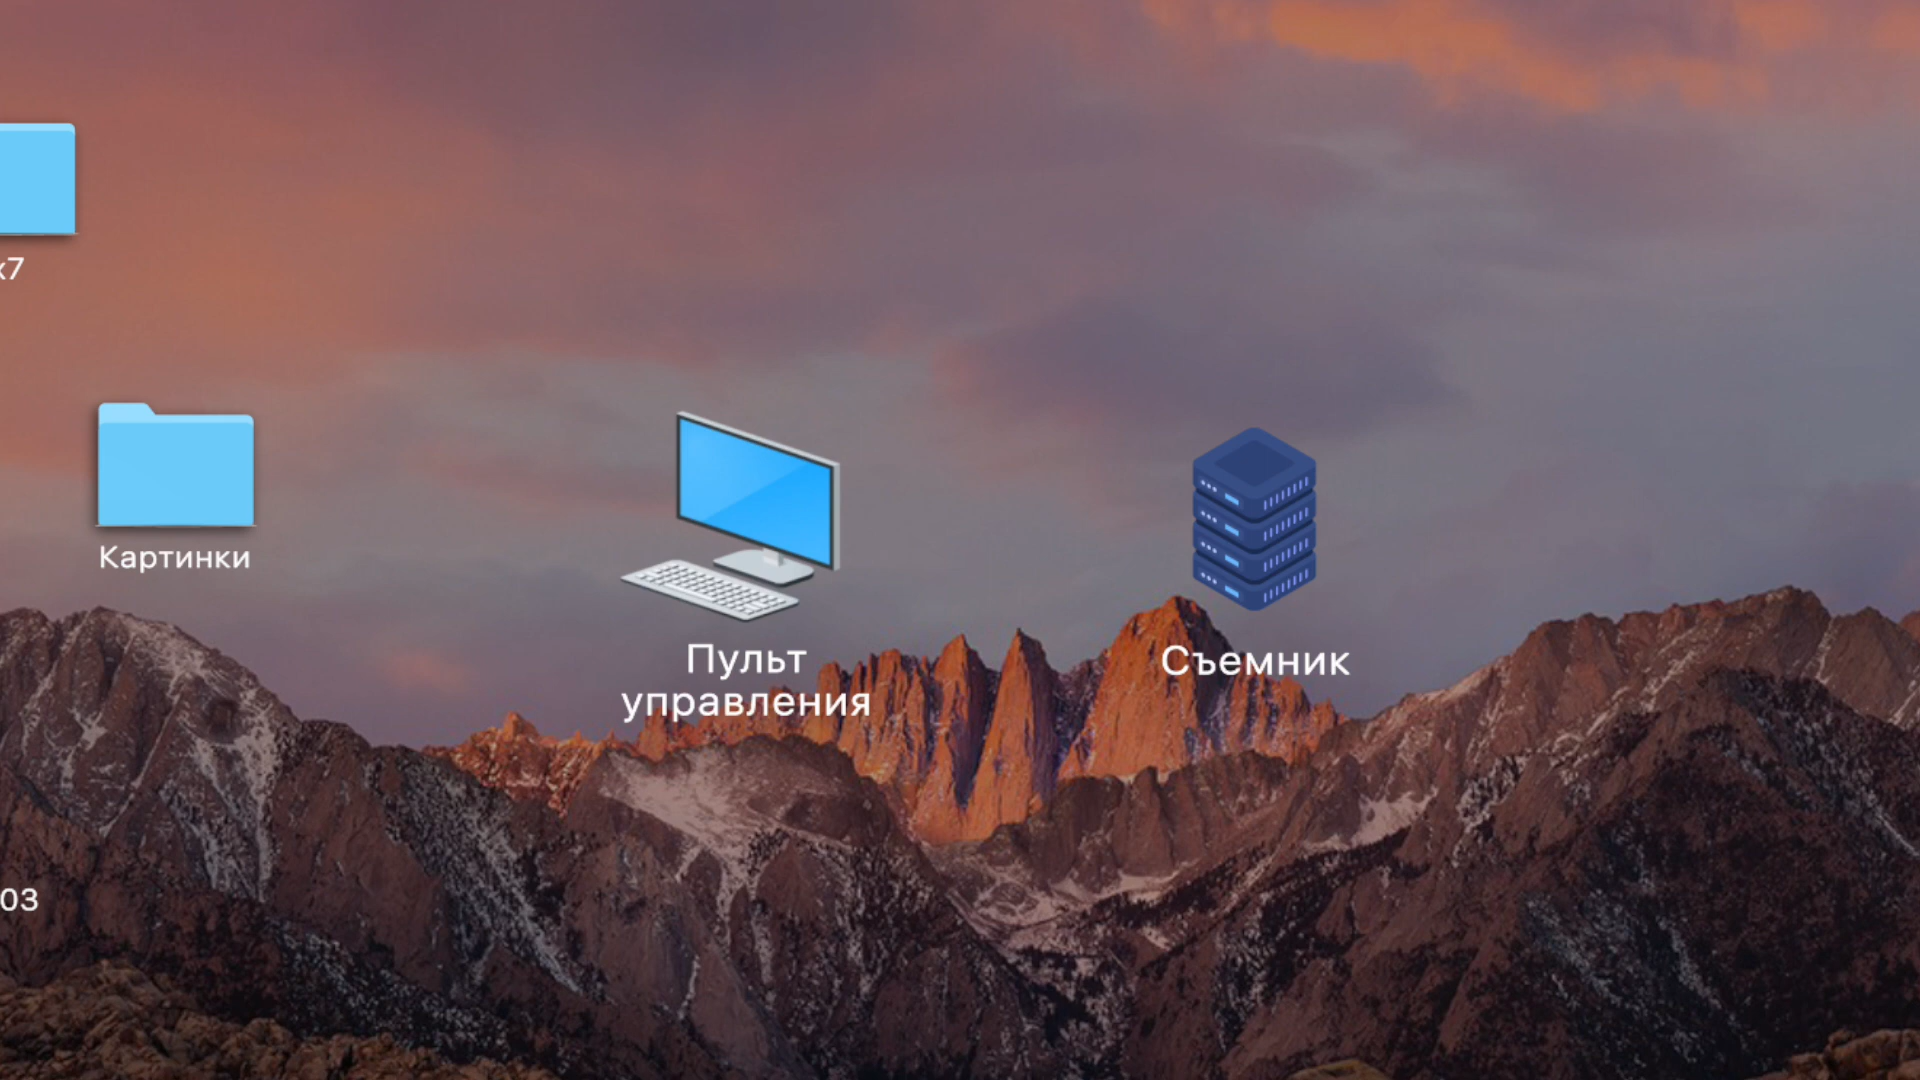 x7
Картинки
Пульт
управления
Съемник
03